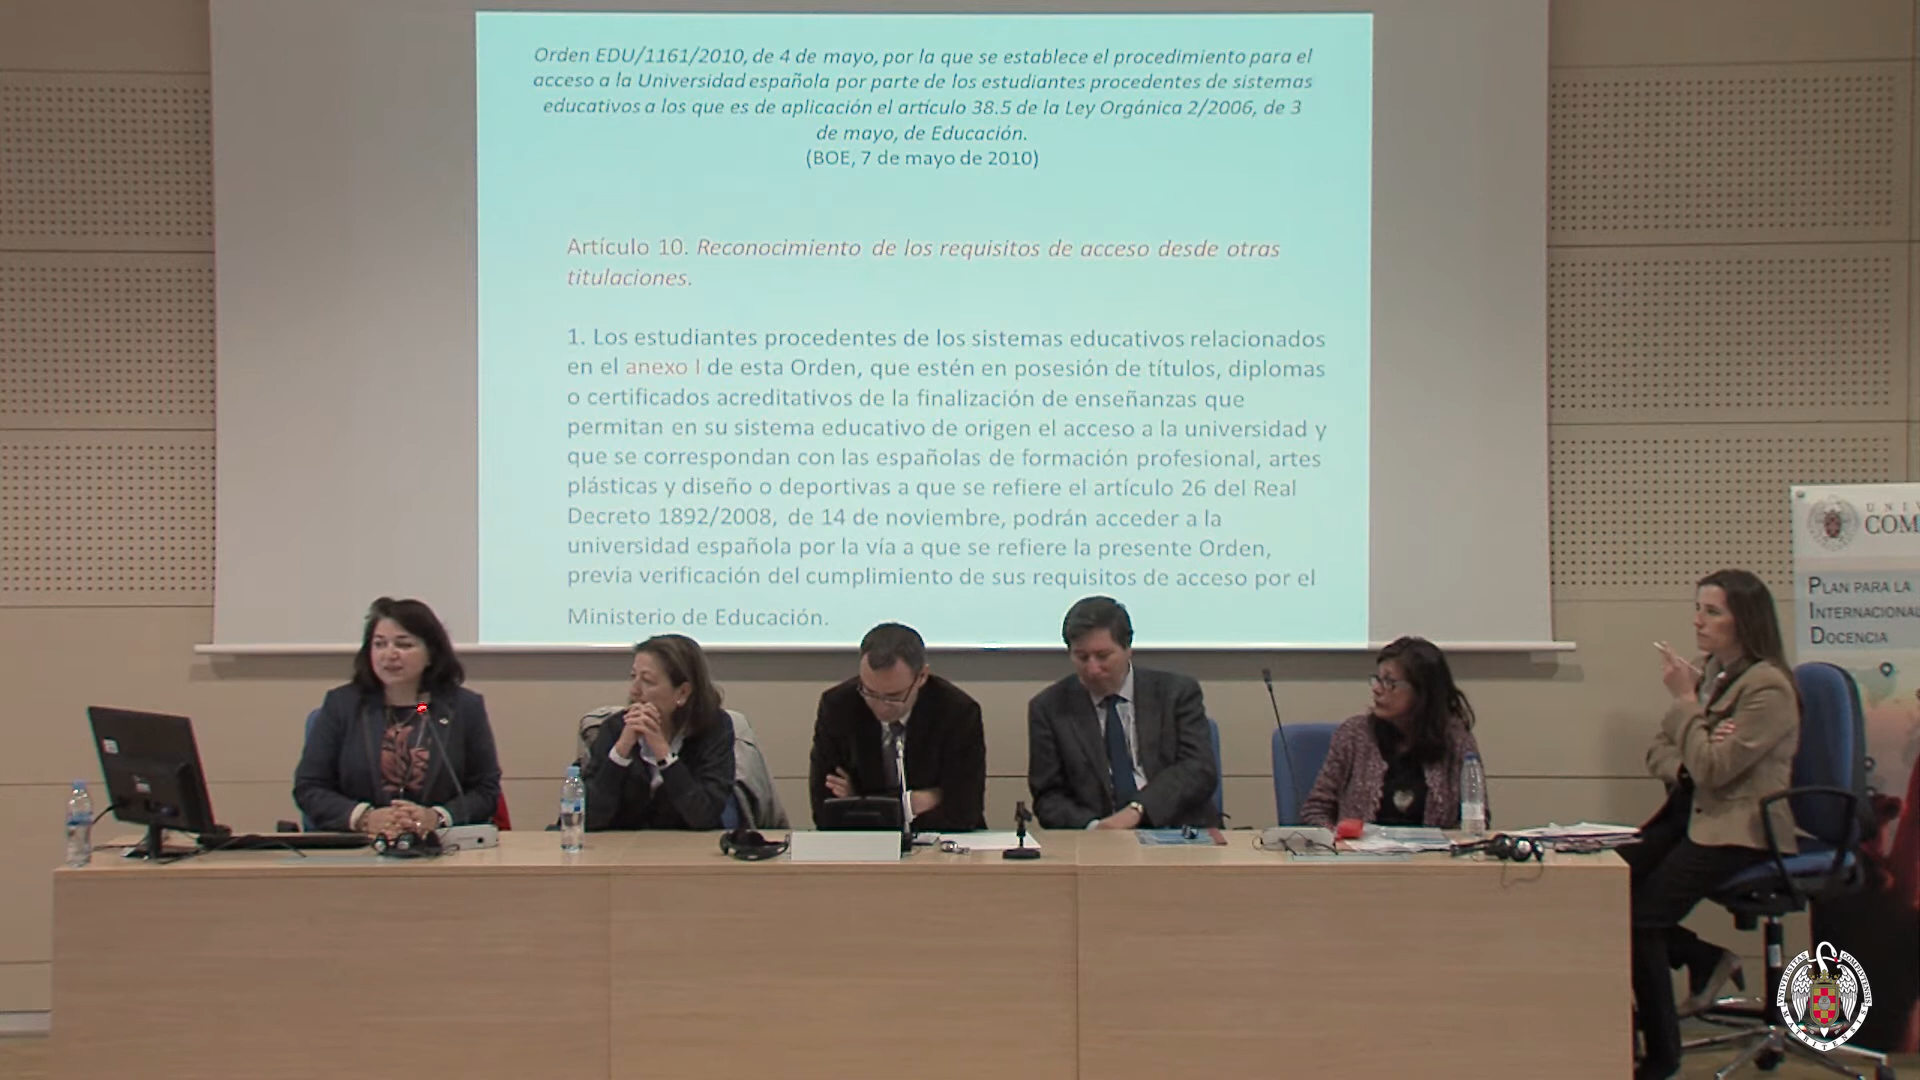 Orden EDU/1161/2010, de 4 de mayo, por la que se establece el procedimiento para el
acceso a la Universidad española por parte de los estudiantes procedentes de sistemas
educativos a los que es de aplicación el artículo 38.5 de la Ley Orgánica 2/2006, de 3
de mayo, de Educación.
(BOE, 7 de mayo de 2010)
Artículo 10. Reconocimiento de los requisitos de acceso desde otras
titulaciones.
1. Los estudiantes procedentes de los sistemas educativos relacionados
en el anexo I de esta Orden, que estén en posesión de títulos, diplomas
o certificados acreditativos de la finalización de enseñanzas que
permitan en su sistema educativo de origen el acceso a la universidad y
que se correspondan con las españolas de formación profesional, artes
plásticas y diseño o deportivas a que se refiere el artículo 26 del Real
Decreto 1892/2008, de 14 de noviembre, podrán acceder a la
universidad española por la vía a que se refiere la presente Orden,
previa verificación del cumplimiento de sus requisitos de acceso por el
Ministerio de Educación.
UNIV
COM
PLAN PARA LA
INTERNACIONAL
DOCENCIA
UNIVERSITAS COMPLUTENSIS
MATRITENSIS